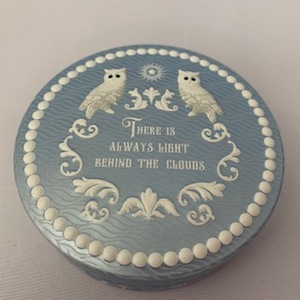 There is
always light
behind the clouds